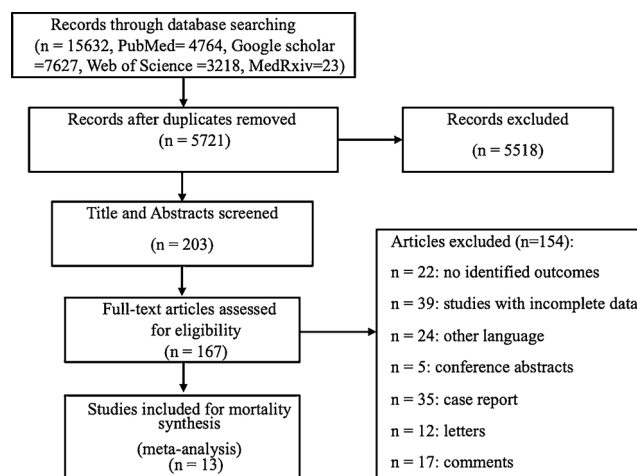 Records through database searching
(n = 15632, PubMed= 4764, Google scholar
=7627, Web of Science =3218, MedRxiv=23)
Records after duplicates removed
(n = 5721)
Records excluded
(n = 5518)
Title and Abstracts screened
(n = 203)
Full-text articles assessed
for eligibility
(n = 167)
Articles excluded (n=154):
n = 22: no identified outcomes
n = 39: studies with incomplete data
n = 24: other language
n = 5: conference abstracts
n = 35: case report
n = 12: letters
n = 17: comments
Studies included for mortality
synthesis
(meta-analysis)
(n = 13)